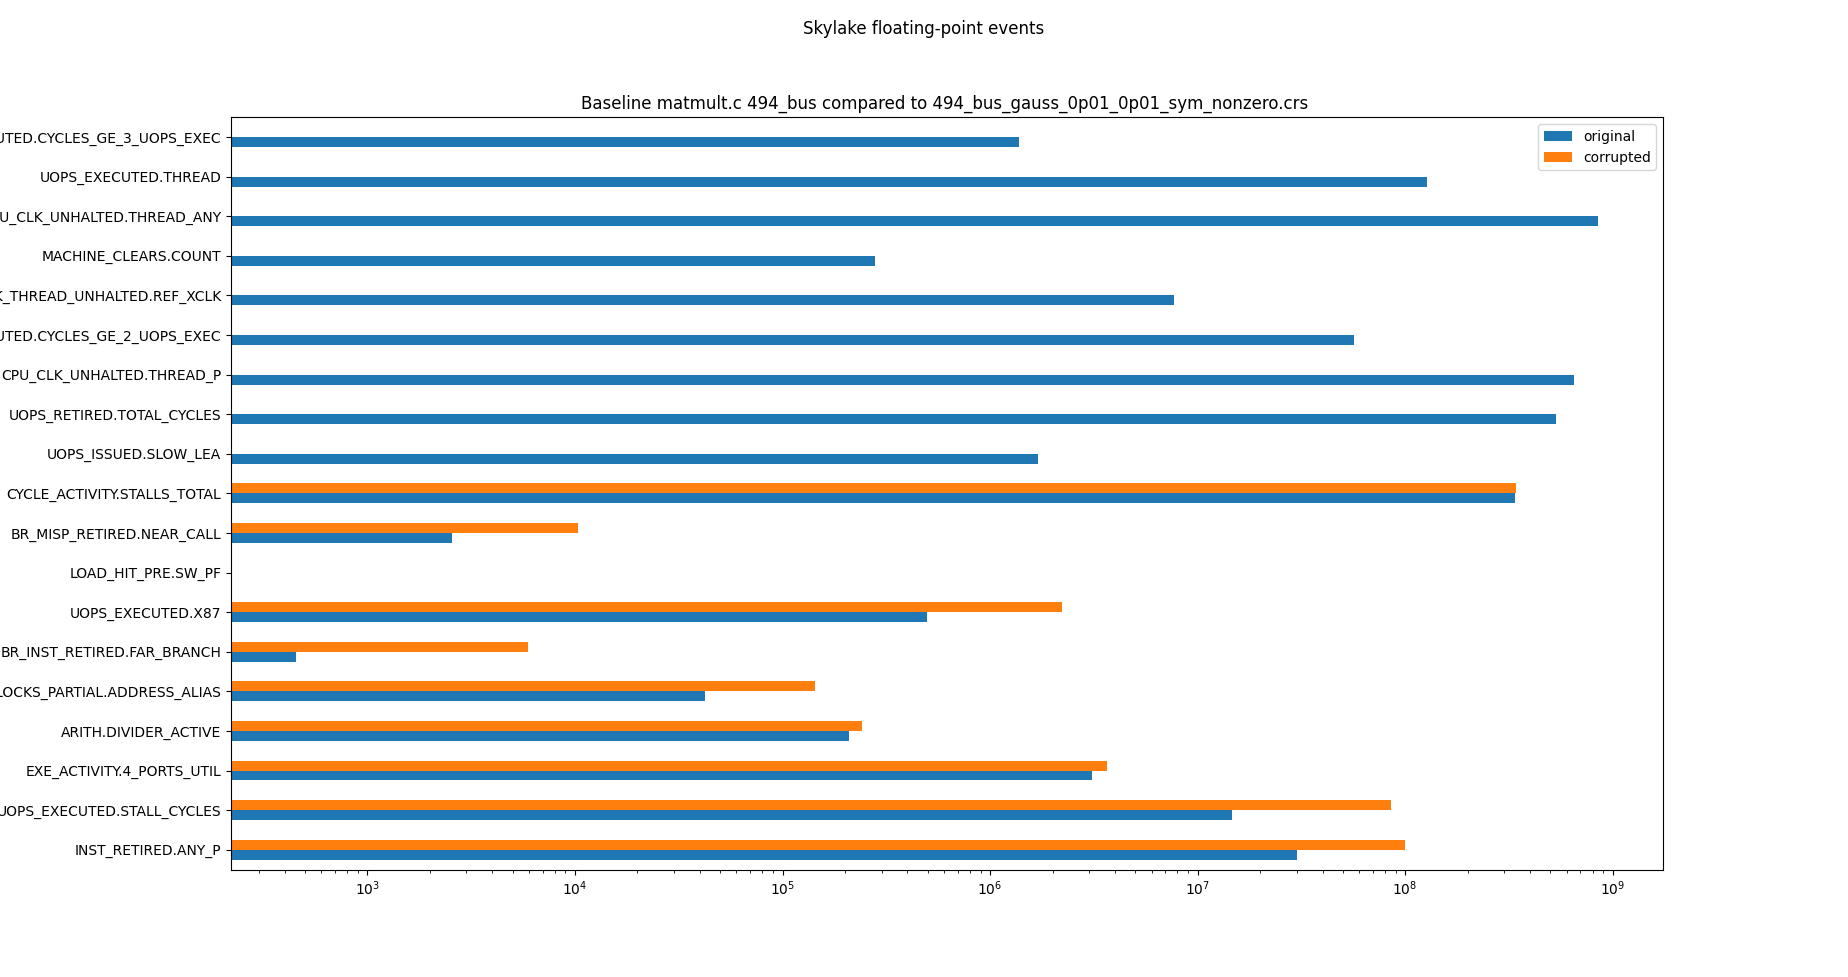 Skylake floating-point events
Baseline matmult.c 494_bus compared to 494_bus_gauss_0p01_0p01_sym_nonzero.crs
original
corrupted
UTED.CYCLES_GE_3_UOPS_EXEC
UOPS_EXECUTED.THREAD
U_CLK_UNHALTED.THREAD_ANY
MACHINE_CLEARS.COUNT
K_THREAD_UNHALTED.REF_XCLK
UTED.CYCLES_GE_2_UOPS_EXEC
CPU_CLK_UNHALTED.THREAD_P
UOPS_RETIRED.TOTAL_CYCLES
UOPS_ISSUED.SLOW_LEA
CYCLE_ACTIVITY.STALLS_TOTAL
BR_MISP_RETIRED.NEAR_CALL
LOAD_HIT_PRE.SW_PF
UOPS_EXECUTED.X87
BR_INST_RETIRED.FAR_BRANCH
LOCKS_PARTIAL.ADDRESS_ALIAS
ARITH.DIVIDER_ACTIVE
EXE_ACTIVITY.4_PORTS_UTIL
UOPS_EXECUTED.STALL_CYCLES
INST_RETIRED.ANY_P
10³ 10⁴ 10⁵ 10⁶ 10⁷ 10⁸ 10⁹